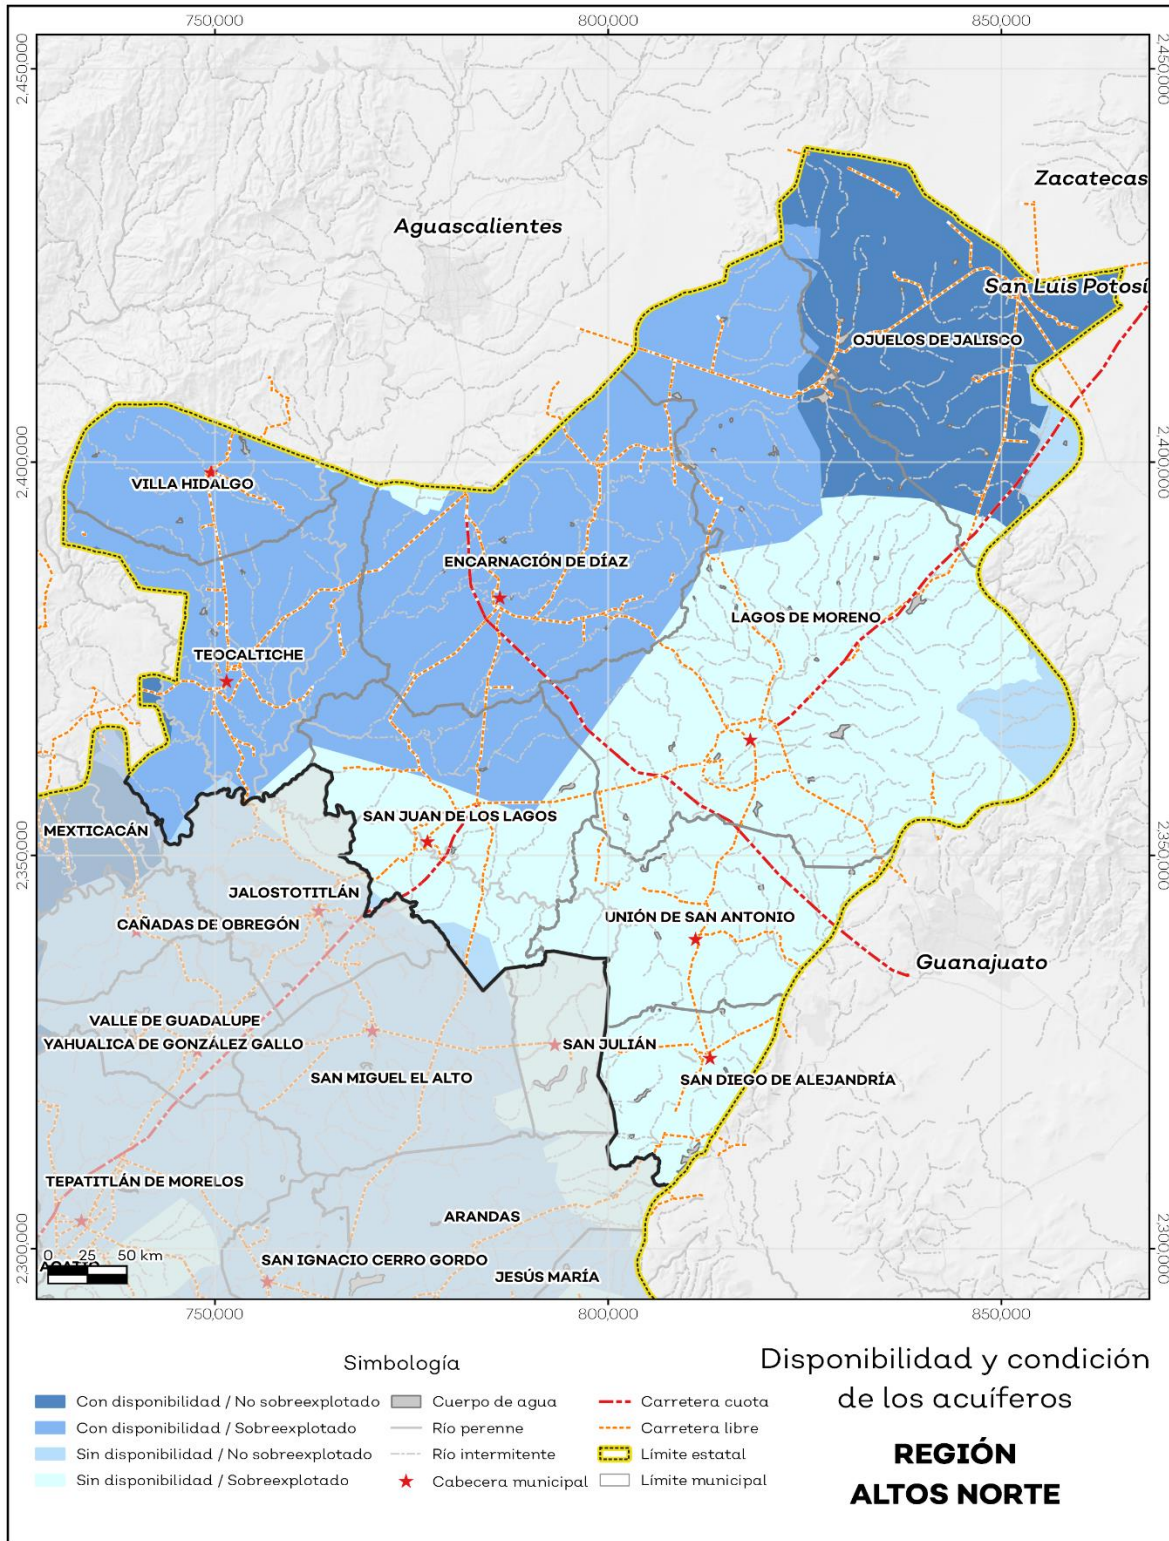 750,000
800,000
850,000
2,450,000
2,450,000
Zacatecas
Aguascalientes
San Luis Potosí
OJUELOS DE JALISCO
2,400,000
2,400,000
VILLA HIDALGO
ENCARNACIÓN DE DÍAZ
LAGOS DE MORENO
TEOCALTICHE
MEXTICACÁN
SAN JUAN DE LOS LAGOS
2,350,000
2,350,000
JALOSTOTITLÁN
CAÑADAS DE OBREGÓN
UNIÓN DE SAN ANTONIO
Guanajuato
VALLE DE GUADALUPE
YAHUALICA DE GONZÁLEZ GALLO
SAN JULIÁN
SAN MIGUEL EL ALTO
SAN DIEGO DE ALEJANDRÍA
TEPATITLÁN DE MORELOS
ARANDAS
2,300,000
2,300,000
SAN IGNACIO CERRO GORDO
JESÚS MARÍA
0 25 50 km
750,000
800,000
850,000
Simbología
Con disponibilidad / No sobreexplotado
Con disponibilidad / Sobreexplotado
Sin disponibilidad / No sobreexplotado
Sin disponibilidad / Sobreexplotado
Cuerpo de agua
Río perenne
Río intermitente
Cabecera municipal
Carretera cuota
Carretera libre
Límite estatal
Límite municipal
Disponibilidad y condición
de los acuíferos
REGIÓN
ALTOS NORTE